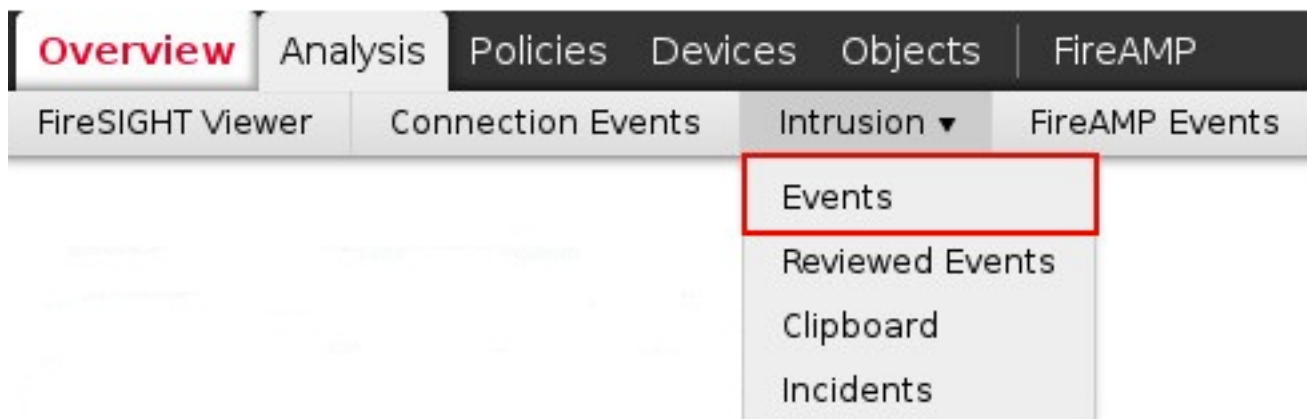 Overview Analysis Policies Devices Objects FireAMP
FireSIGHT Viewer Connection Events Intrusion ▾ FireAMP Events
Events
Reviewed Events
Clipboard
Incidents